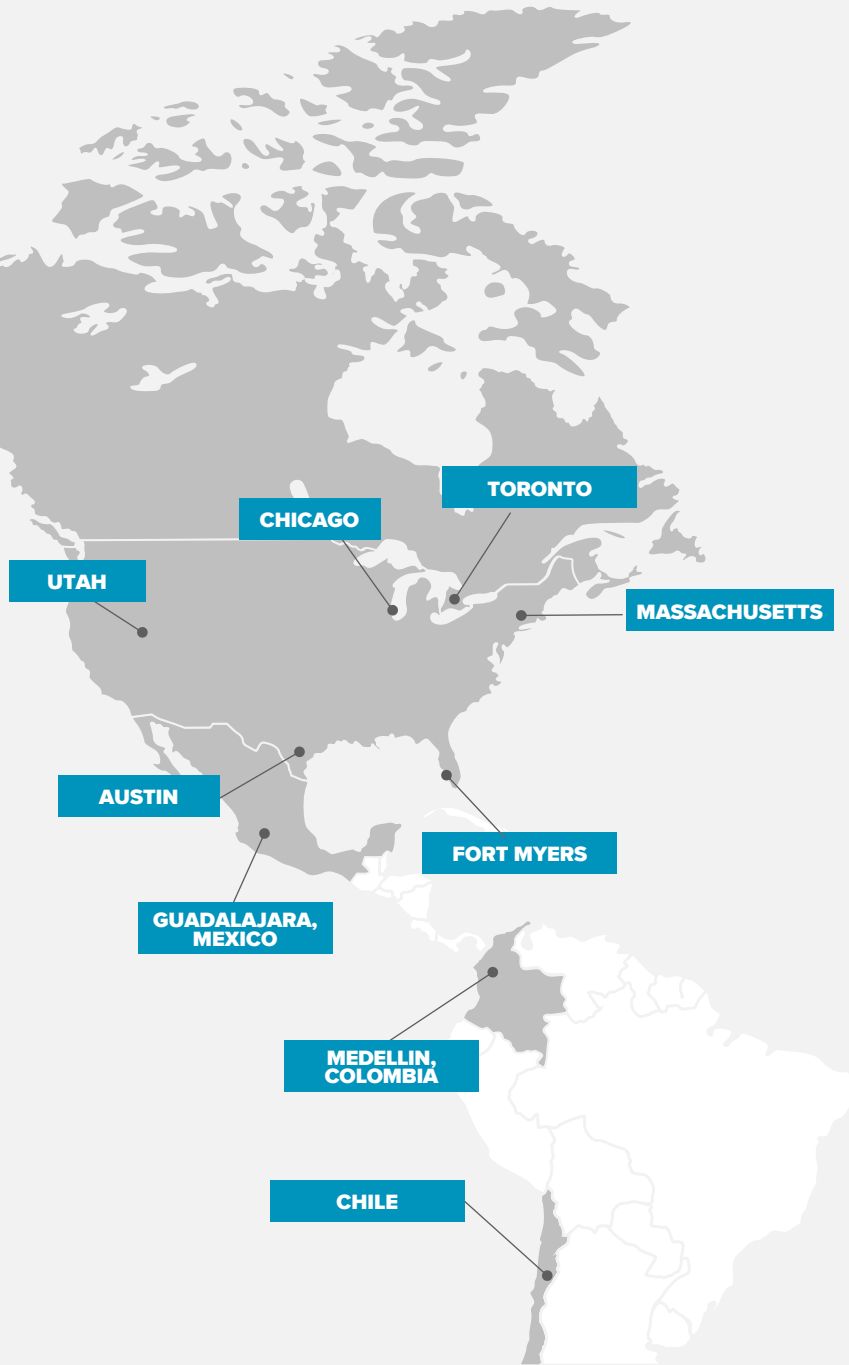 TORONTO
CHICAGO
UTAH
MASSACHUSETTS
AUSTIN
FORT MYERS
GUADALAJARA,
MEXICO
MEDELLIN,
COLOMBIA
CHILE